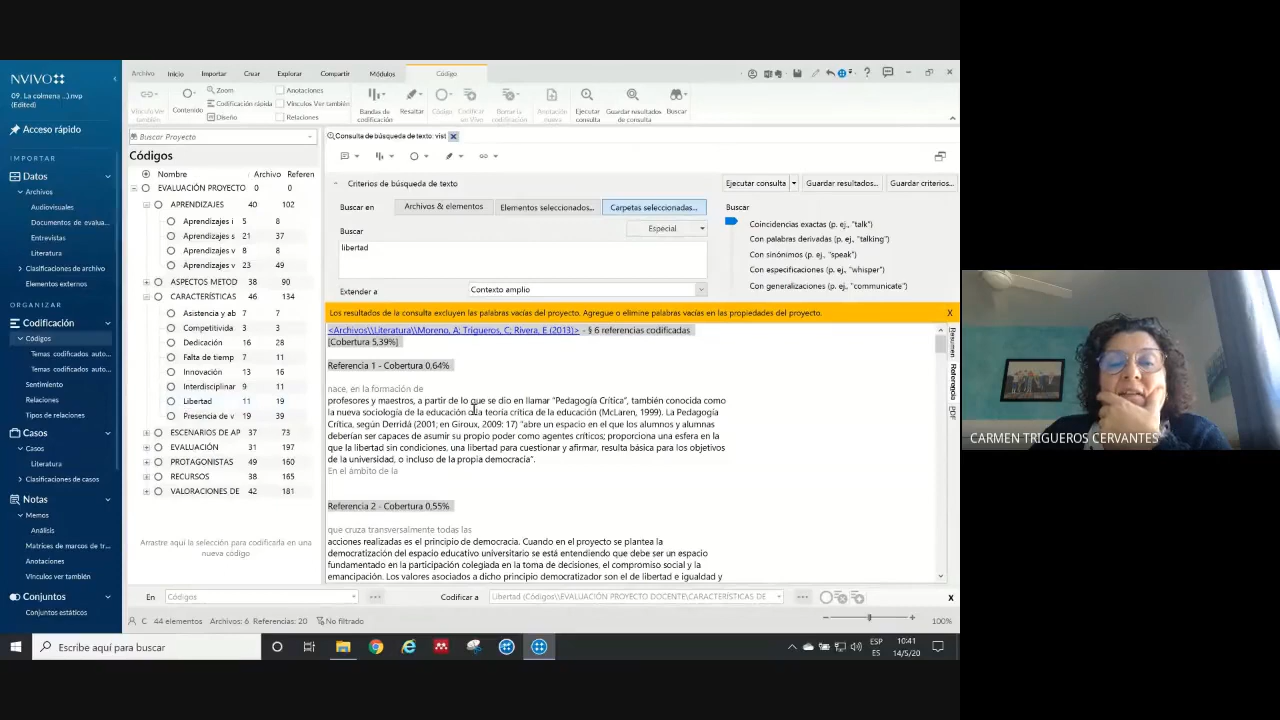 NVIVO
09. La colmena ...).nvp
(Edited)
Acceso rápido
IMPORTAR
Datos
Archivos
Audiovisuales
Documentos de evalua...
Entrevistas
Literatura
Clasificaciones de archivo
Elementos externos
ORGANIZAR
Codificación
Códigos
Temas codificados auto...
Temas codificados auto...
Sentimiento
Relaciones
Tipos de relaciones
Casos
Casos
Literatura
Clasificaciones de casos
Notas
Memos
Análisis
Matrices de marcos de tr...
Anotaciones
Vínculos ver también
Conjuntos
Conjuntos estáticos
Archivo Inicio Importar Crear Explorar Compartir Módulos Código
Vínculo Ver
también
Contenido
Zoom
Codificación rápida
Diseño
Anotaciones
Vínculos Ver también
Relaciones
Bandas de
codificación
Resaltar
Código
Codificar
en Vivo
Borrar la
codificación
Anotación
nueva
Ejecutar
consulta
Guardar resultados
de consulta
Buscar
Buscar Proyecto
Códigos
Nombre Archivo Referen
EVALUACIÓN PROYECTO 0 0
APRENDIZAJES 40 102
Aprendizajes i 5 8
Aprendizajes s 21 37
Aprendizajes v 8 8
Aprendizajes v 23 49
ASPECTOS METOD 38 90
CARACTERÍSTICAS 46 134
Asistencia y ab 7 7
Competitivida 3 3
Dedicación 16 28
Falta de tiemp 7 11
Innovación 13 16
Interdisciplinar 9 11
Libertad 11 19
Presencia de v 19 39
ESCENARIOS DE AP 37 73
EVALUACIÓN 31 197
PROTAGONISTAS 49 160
RECURSOS 38 165
VALORACIONES DE 42 181
Arrastre aquí la selección para codificarla en una
nueva código
Consulta de búsqueda de texto: vist
Criterios de búsqueda de texto
Ejecutar consulta Guardar resultados... Guardar criterios...
Buscar en Archivos & elementos Elementos seleccionados... Carpetas seleccionadas...
Buscar
Especial
libertad
Extender a Contexto amplio
Buscar
Coincidencias exactas (p. ej., "talk")
Con palabras derivadas (p. ej., "talking")
Con sinónimos (p. ej., "speak")
Con especificaciones (p. ej., "whisper")
Con generalizaciones (p. ej., "communicate")
Los resultados de la consulta excluyen las palabras vacías del proyecto. Agregue o elimine palabras vacías en las propiedades del proyecto. X
<Archivos\\Literatura\\Moreno, A; Trigueros, C; Rivera, E (2013)> - § 6 referencias codificadas
[Cobertura 5,39%]
Referencia 1 - Cobertura 0,64%
nace, en la formación de
profesores y maestros, a partir de lo que se dio en llamar "Pedagogía Crítica", también conocida como
la nueva sociología de la educación o la teoría crítica de la educación (McLaren, 1999). La Pedagogía
Crítica, según Derridá (2001; en Giroux, 2009: 17) "abre un espacio en el que los alumnos y alumnas
deberían ser capaces de asumir su propio poder como agentes críticos; proporciona una esfera en la
que la libertad sin condiciones, una libertad para cuestionar y afirmar, resulta básica para los objetivos
de la universidad, o incluso de la propia democracia".
En el ámbito de la
Referencia 2 - Cobertura 0,55%
que cruza transversalmente todas las
acciones realizadas es el principio de democracia. Cuando en el proyecto se plantea la
democratización del espacio educativo universitario se está entendiendo que debe ser un espacio
fundamentado en la participación colegiada en la toma de decisiones, el compromiso social y la
emancipación. Los valores asociados a dicho principio democratizador son el de libertad e igualdad y
Resumen
Referencia
PDF
En Códigos Codificar a Libertad (Códigos\\EVALUACIÓN PROYECTO DOCENTE\CARACTERÍSTICAS DE X
C 44 elementos Archivos: 6 Referencias: 20 No filtrado 100%
Escribe aquí para buscar
ESP
ES
10:41
14/5/20
CARMEN TRIGUEROS CERVANTES